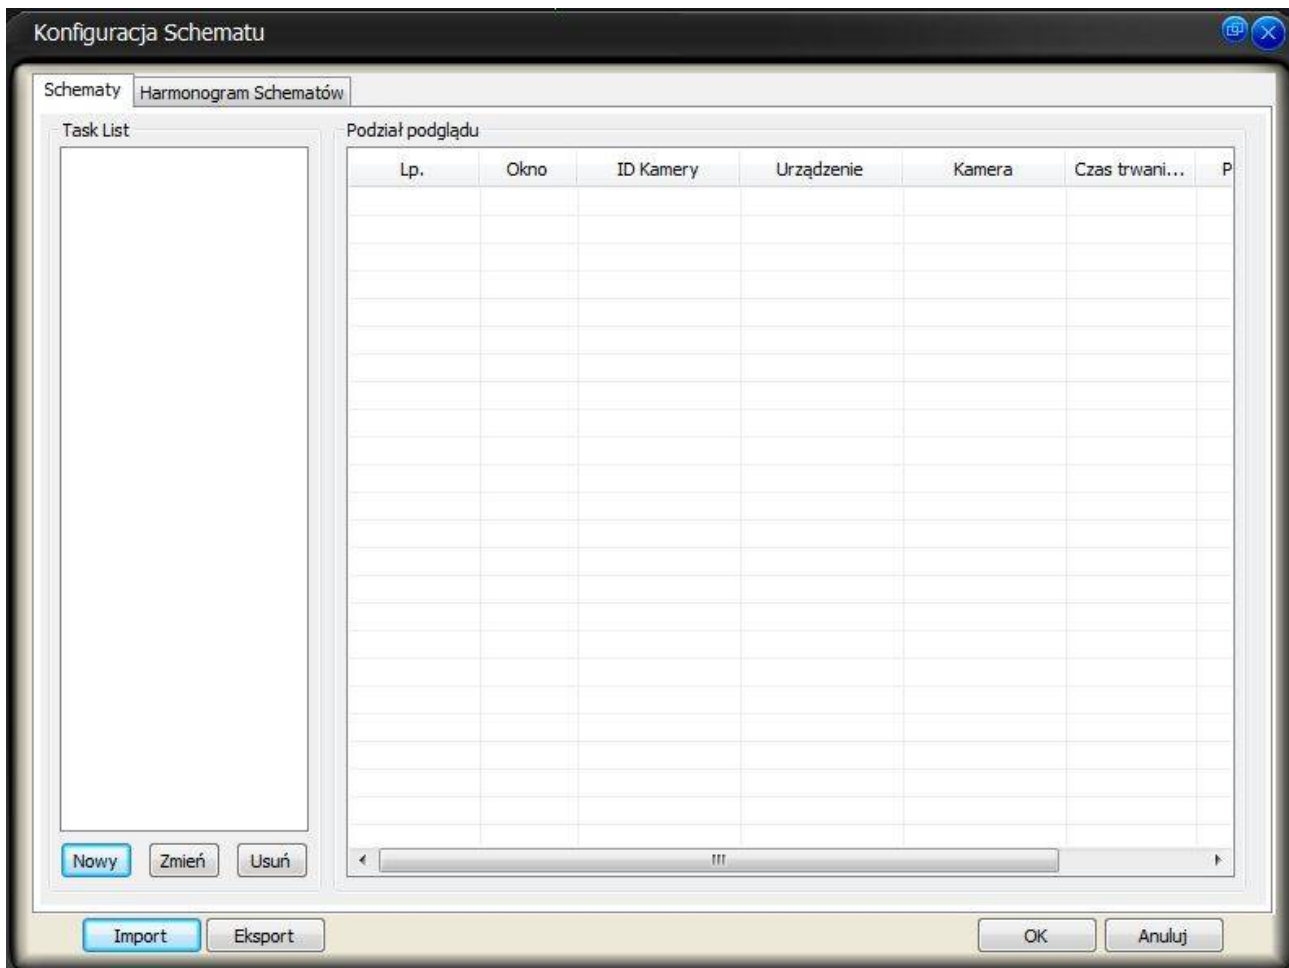 Konfiguracja Schematu
Schematy Harmonogram Schematów
Task List Podział podglądu
Lp. Okno ID Kamery Urządzenie Kamera Czas trwani... P
Nowy Zmień Usuń
Import Eksport OK Anuluj